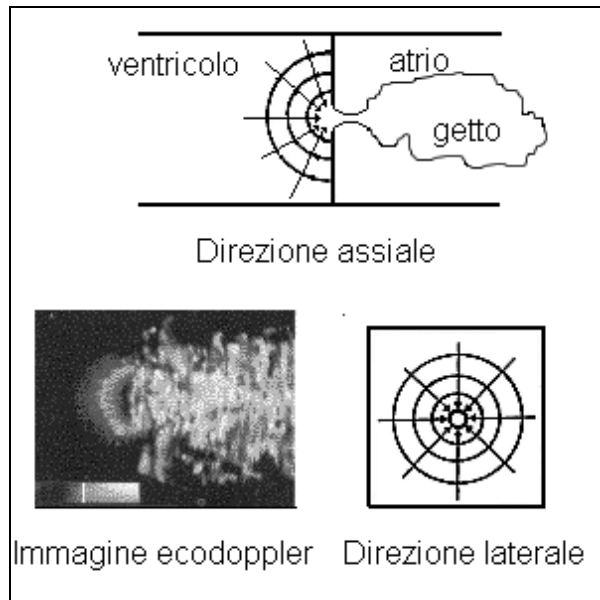 ventricolo
atrio
getto
Direzione assiale
Immagine ecodoppler
Direzione laterale